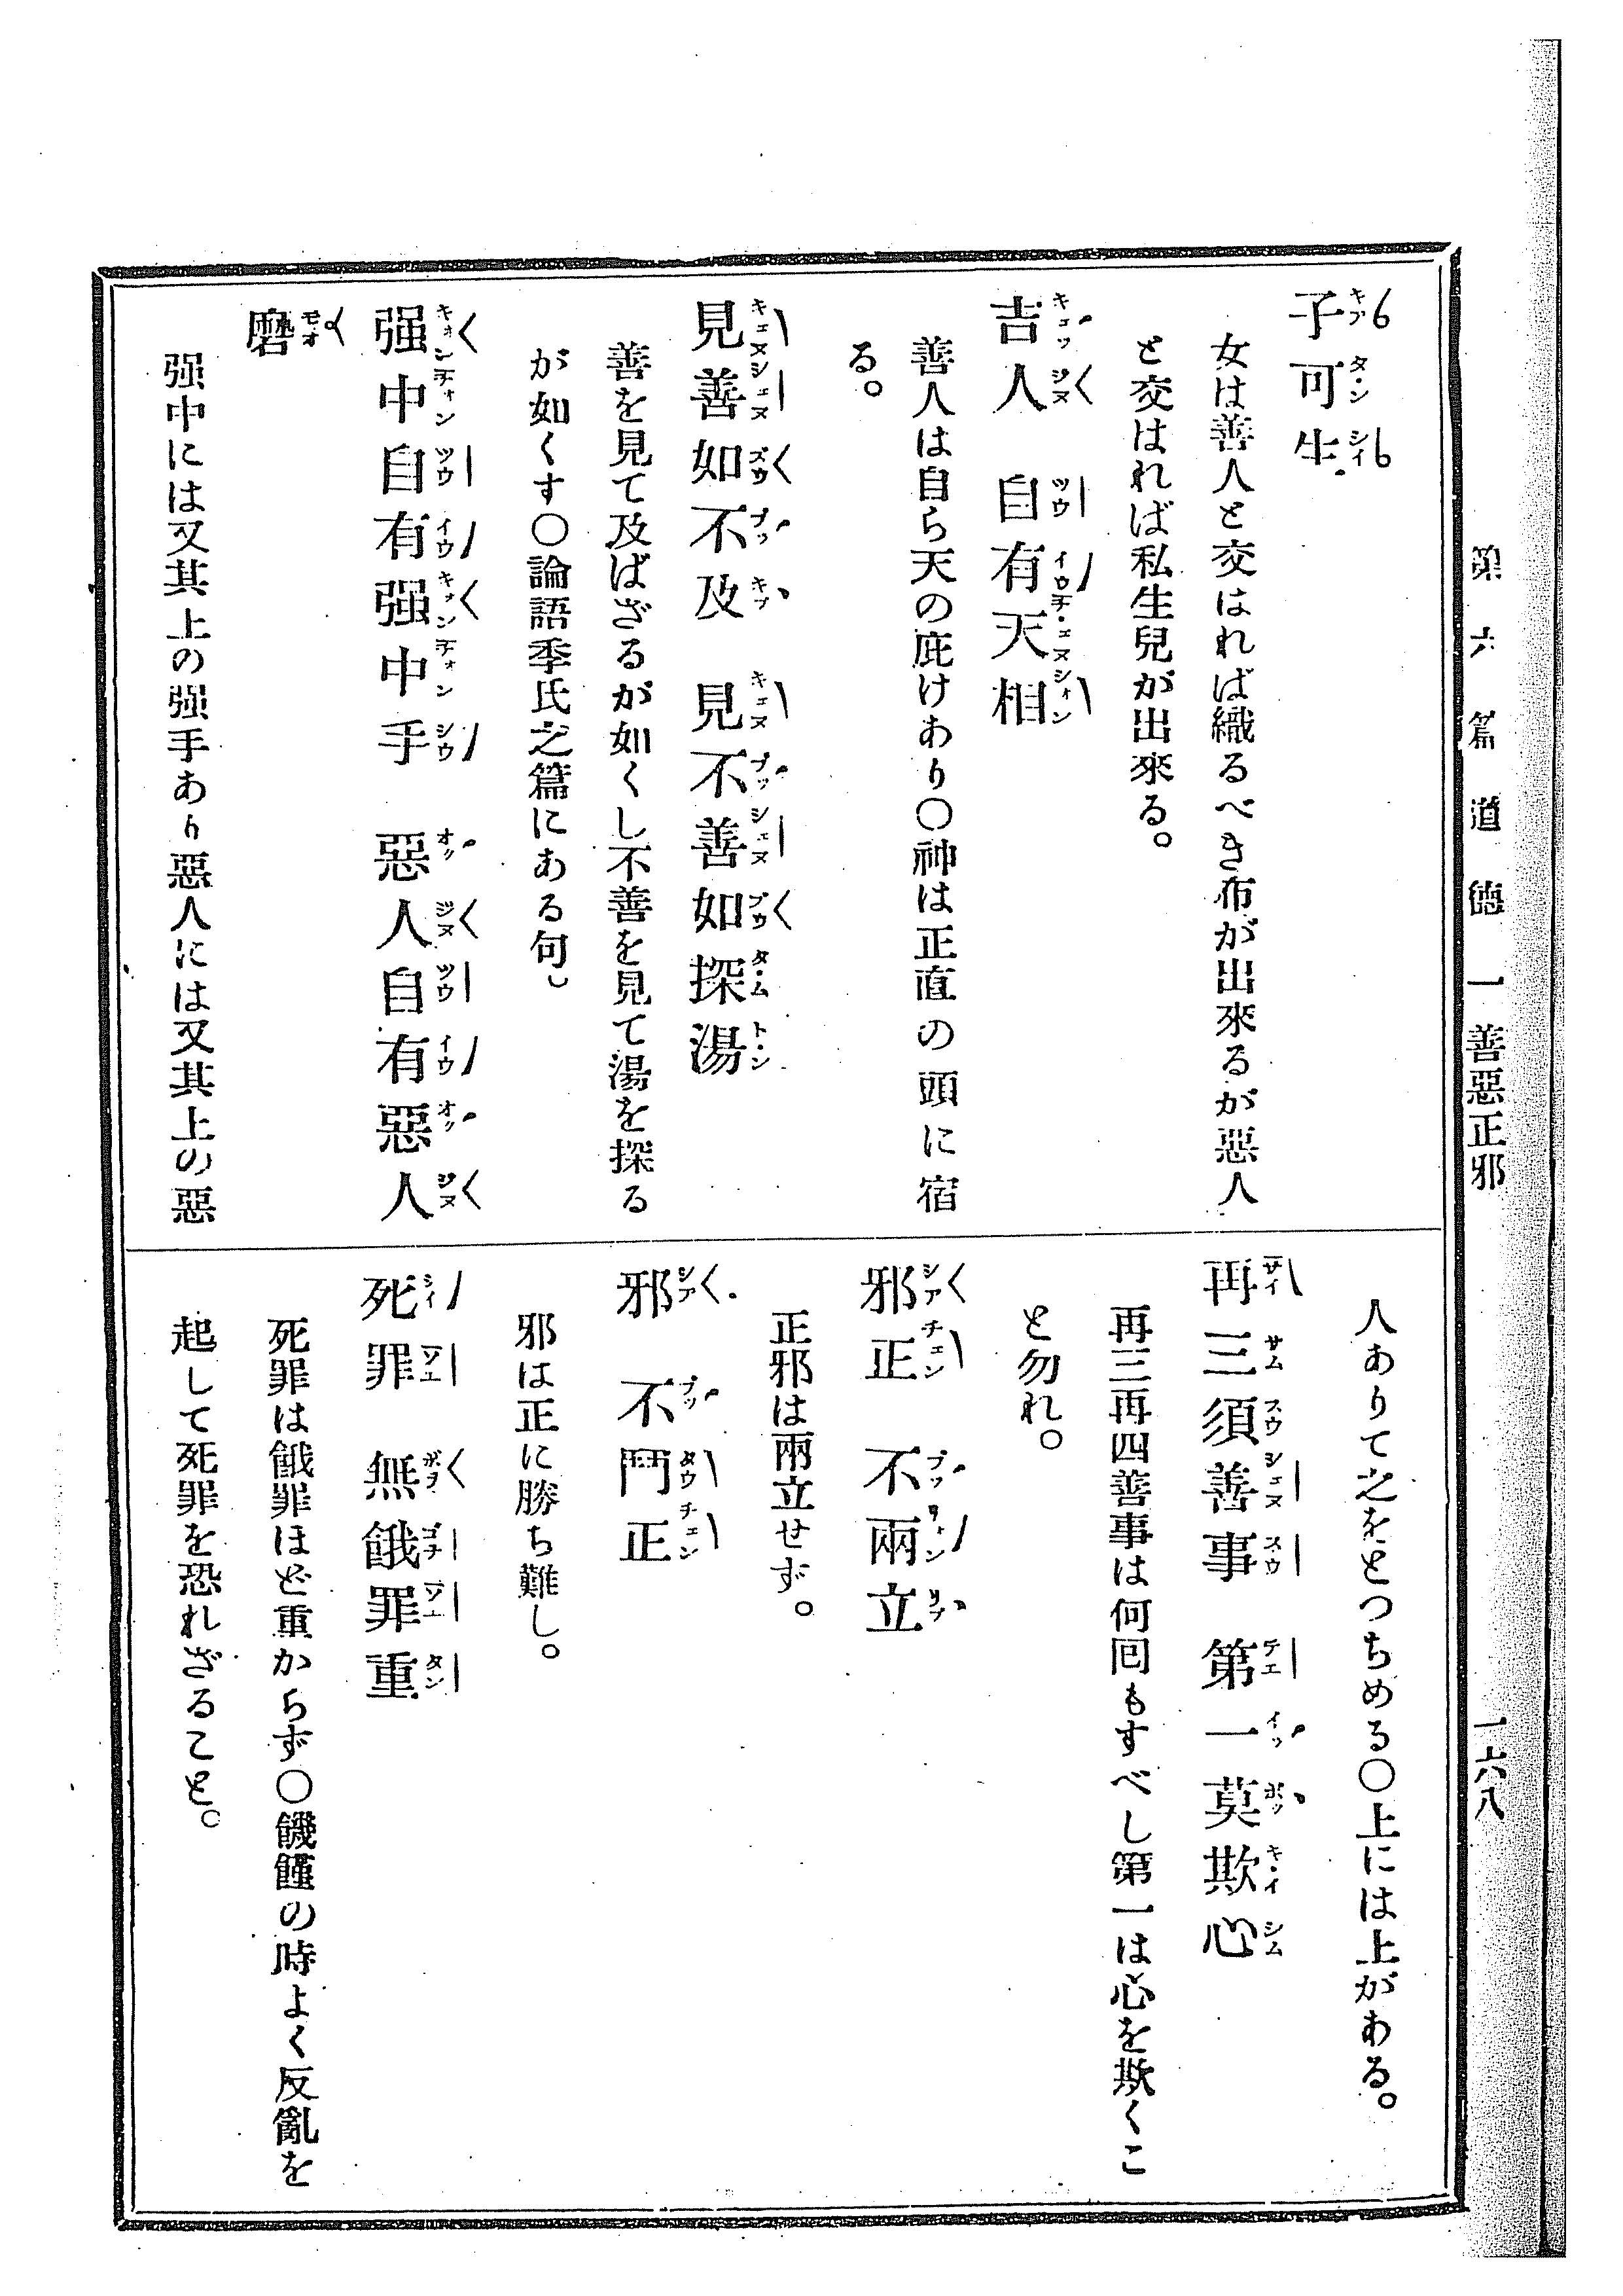 第六篇 道德 一 善惡正邪
一六八
子可生
女は善人と交はれば織るべき布が出來るが惡人
と交はれば私生兒が出來る。
吉人 自有天相
善人は自ら天の庇けあり〇神は正直の頭に宿
る。
見善如不及 見不善如探湯
善を見て及ばざるが如くし不善を見て湯を探る
が如くす〇論語季氏之篇にある句。
强中自有强中手 惡人自有惡人
磨
强中には又其上の强手あり惡人には又其上の惡
人ありて之をとつちめる〇上には上がある。
再三須善事 第一莫欺心
再三再四善事は何回もすべし第一は心を欺くこ
と勿れ。
邪正 不兩立
正邪は兩立せず。
邪 不鬥正
邪は正に勝ち難し。
死罪 無餓罪重
死罪は餓罪ほど重からず〇饑饉の時よく反亂を
起して死罪を恐れざること。